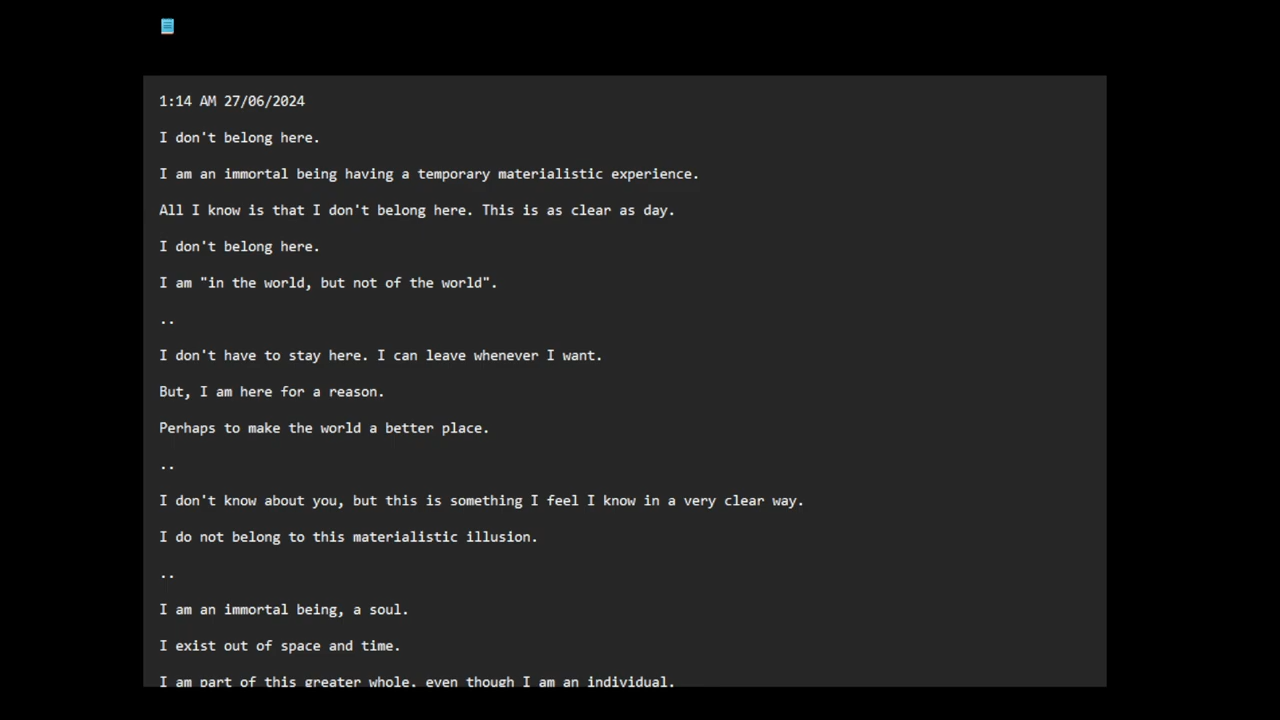 1:14 AM 27/06/2024
I don't belong here.
I am an immortal being having a temporary materialistic experience.
All I know is that I don't belong here. This is as clear as day.
I don't belong here.
I am "in the world, but not of the world".
..
I don't have to stay here. I can leave whenever I want.
But, I am here for a reason.
Perhaps to make the world a better place.
..
I don't know about you, but this is something I feel I know in a very clear way.
I do not belong to this materialistic illusion.
..
I am an immortal being, a soul.
I exist out of space and time.
I am part of this greater whole, even though I am an individual.